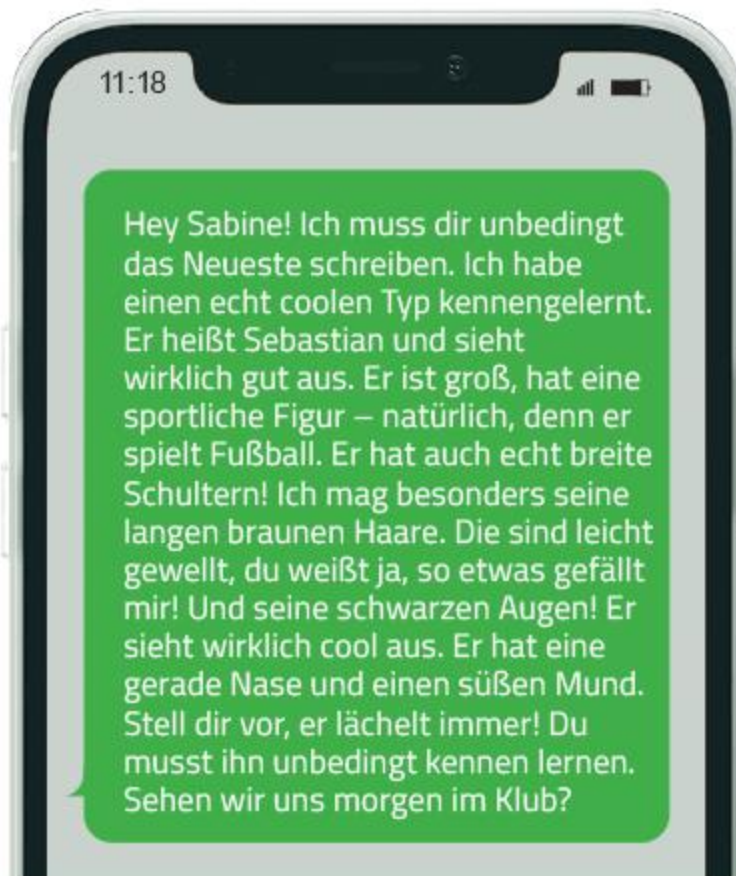 11:18
Hey Sabine! Ich muss dir unbedingt
das Neueste schreiben. Ich habe
einen echt coolen Typ kennengelernt.
Er heißt Sebastian und sieht
wirklich gut aus. Er ist groß, hat eine
sportliche Figur – natürlich, denn er
spielt Fußball. Er hat auch echt breite
Schultern! Ich mag besonders seine
langen braunen Haare. Die sind leicht
gewellt, du weißt ja, so etwas gefällt
mir! Und seine schwarzen Augen! Er
sieht wirklich cool aus. Er hat eine
gerade Nase und einen süßen Mund.
Stell dir vor, er lächelt immer! Du
musst ihn unbedingt kennen lernen.
Sehen wir uns morgen im Klub?